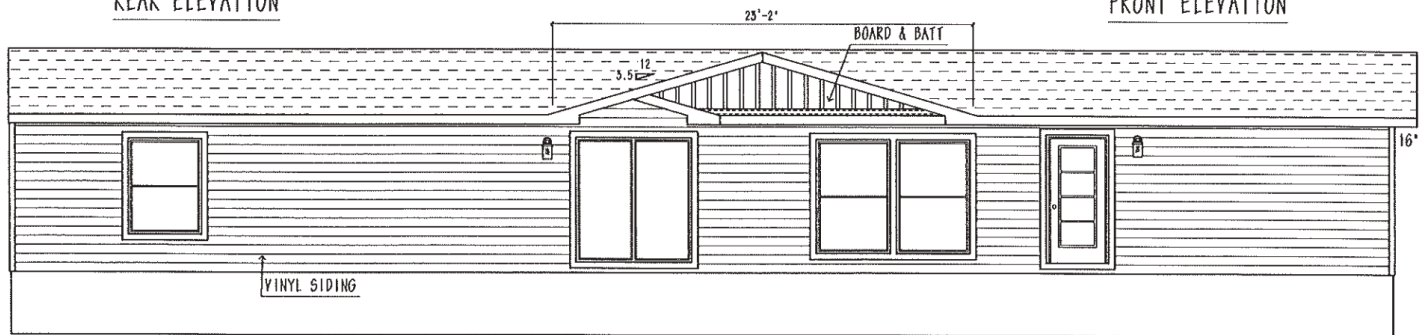 REAR ELEVATION
FRONT ELEVATION
23'-2"
BOARD & BATT
12
3.5
16"
VINYL SIDING